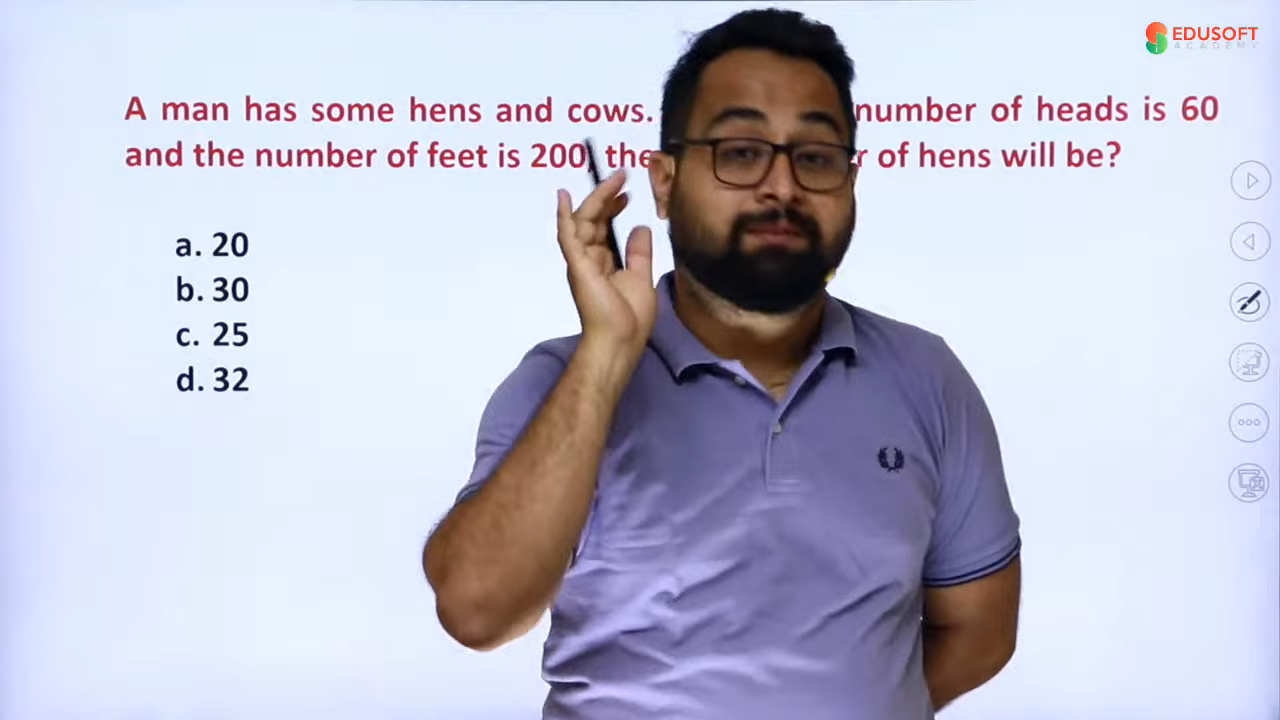 EDUSOFT
ACADEMY
A man has some hens and cows. number of heads is 60
and the number of feet is 200, the of hens will be?
a. 20
b. 30
c. 25
d. 32